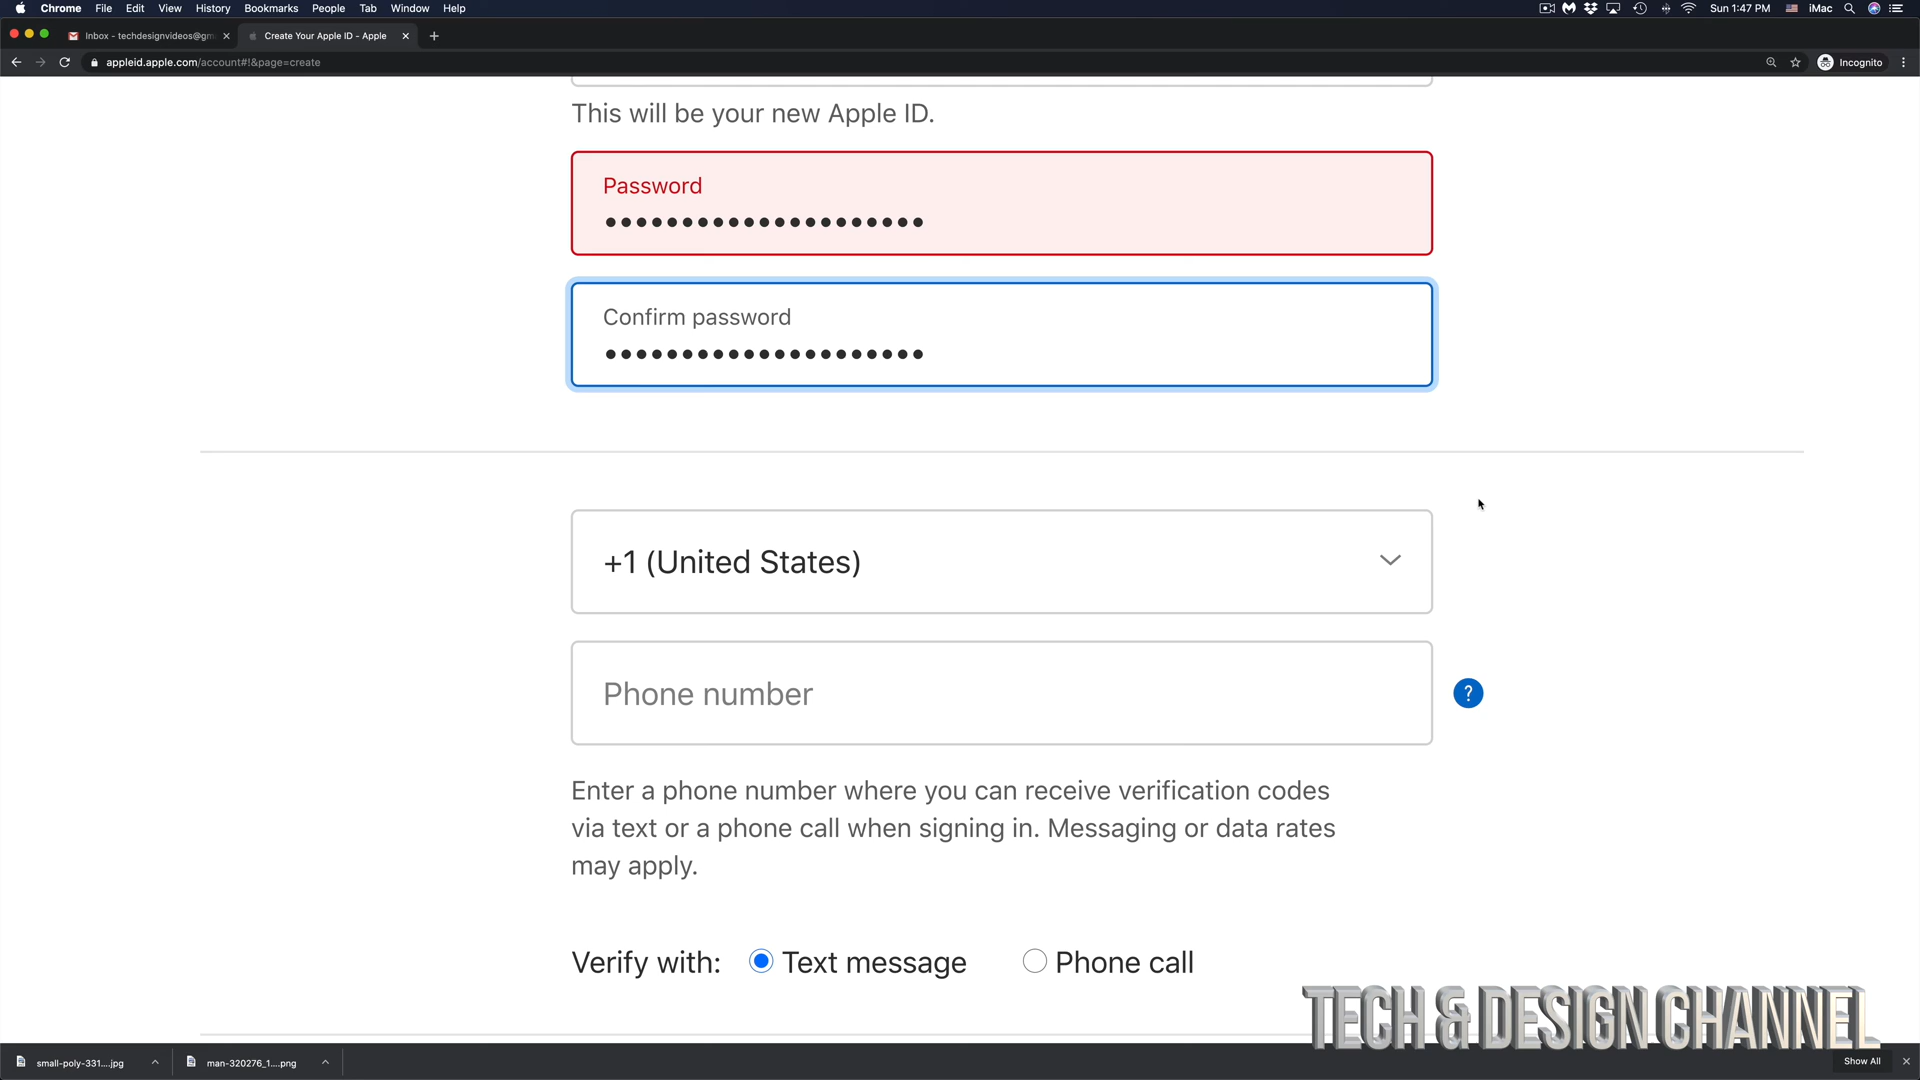 Chrome File Edit View History Bookmarks People Tab Window Help Sun 1:47 PM iMac
Inbox - techdesignvideos@gm Create Your Apple ID - Apple
appleid.apple.com/account#!&page=create Incognito
This will be your new Apple ID.
Password
Confirm password
+1 (United States)
Phone number
?
Enter a phone number where you can receive verification codes
via text or a phone call when signing in. Messaging or data rates
may apply.
Verify with: Text message Phone call
TECH & DESIGN CHANNEL
small-poly-331....jpg man-320276_1....png Show All